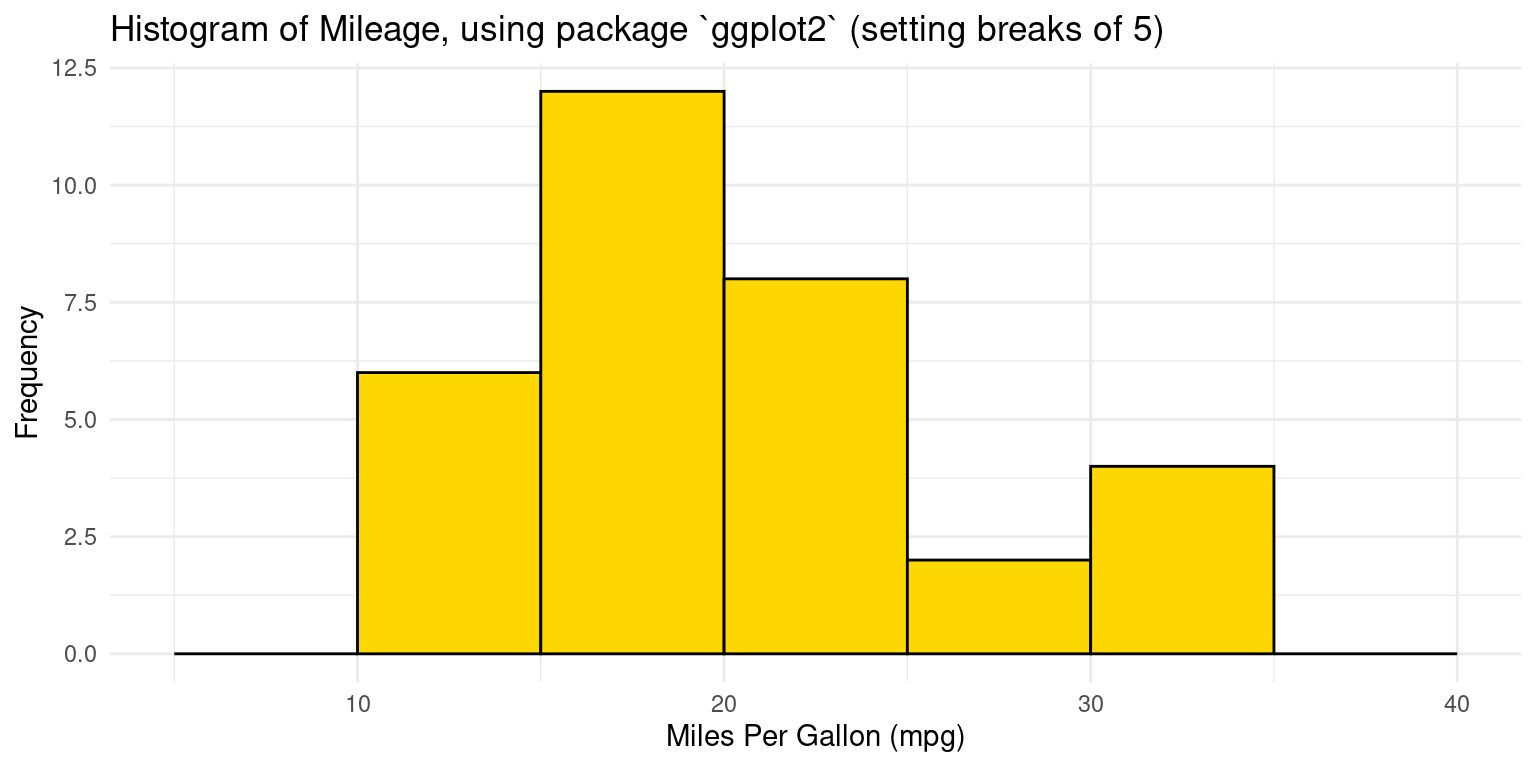 Histogram of Mileage, using package `ggplot2` (setting breaks of 5)
12.5
10.0
7.5
5.0
2.5
0.0
Frequency
10 20 30 40
Miles Per Gallon (mpg)